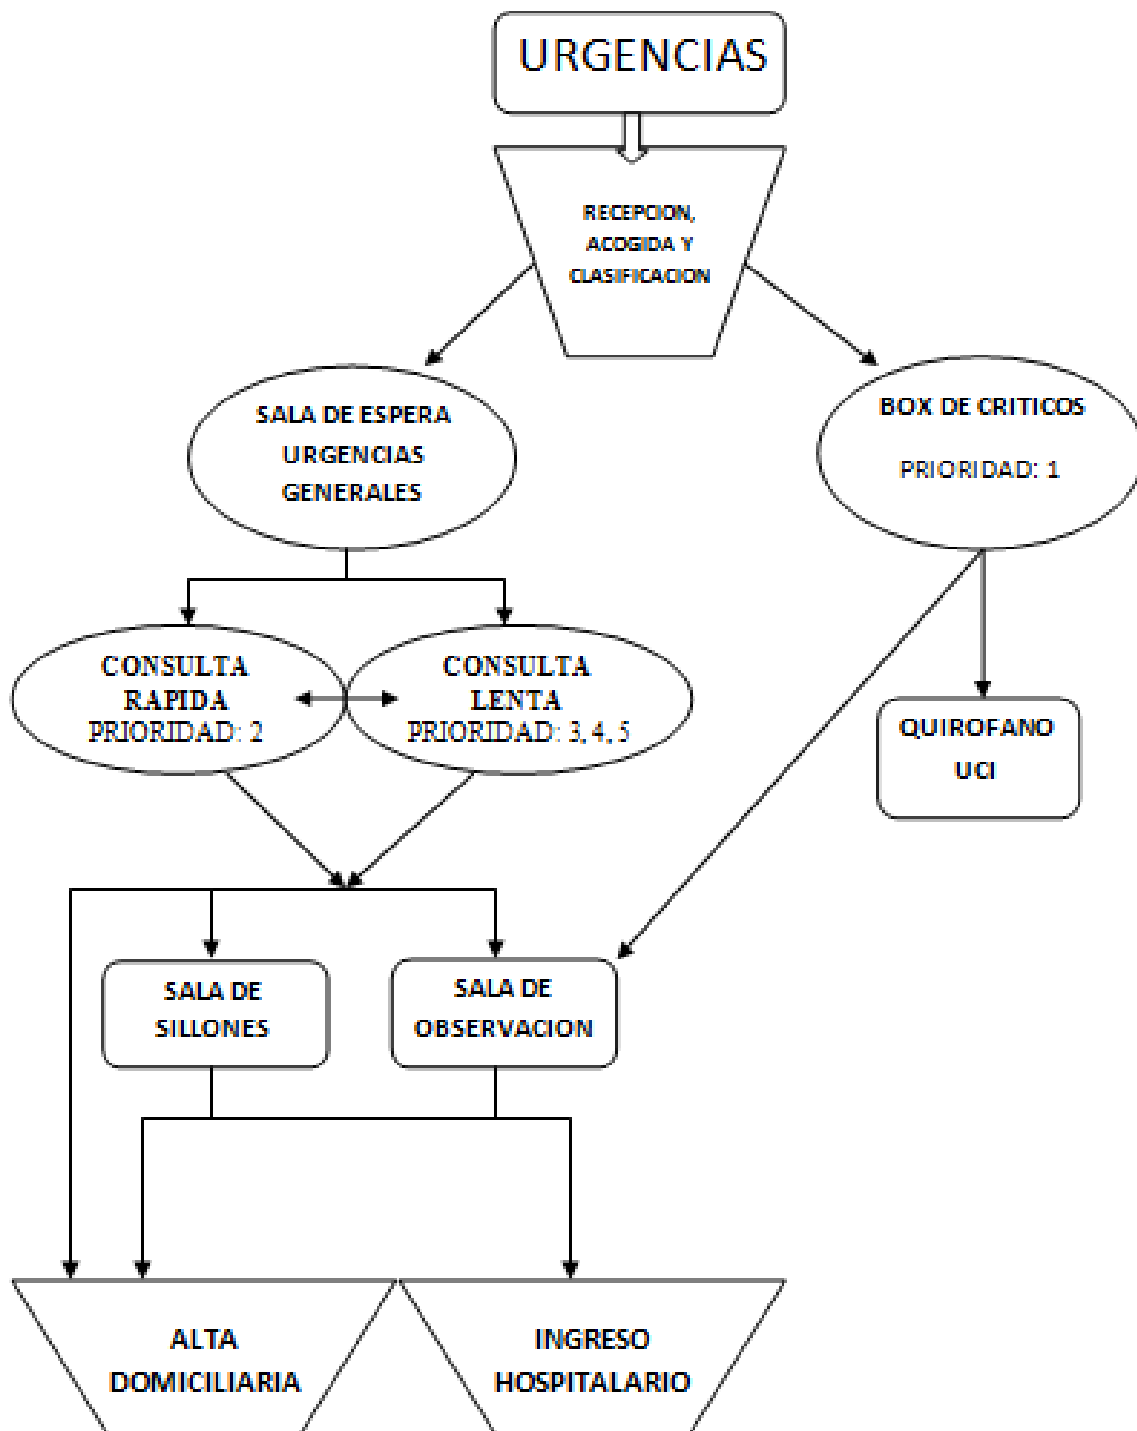 URGENCIAS
RECEPCION,
ACOGIDA Y
CLASIFICACION
SALA DE ESPERA
URGENCIAS
GENERALES
BOX DE CRITICOS
PRIORIDAD: 1
CONSULTA
RAPIDA
PRIORIDAD: 2
CONSULTA
LENTA
PRIORIDAD: 3, 4, 5
QUIROFANO
UCI
SALA DE
SILLONES
SALA DE
OBSERVACION
ALTA
DOMICILIARIA
INGRESO
HOSPITALARIO